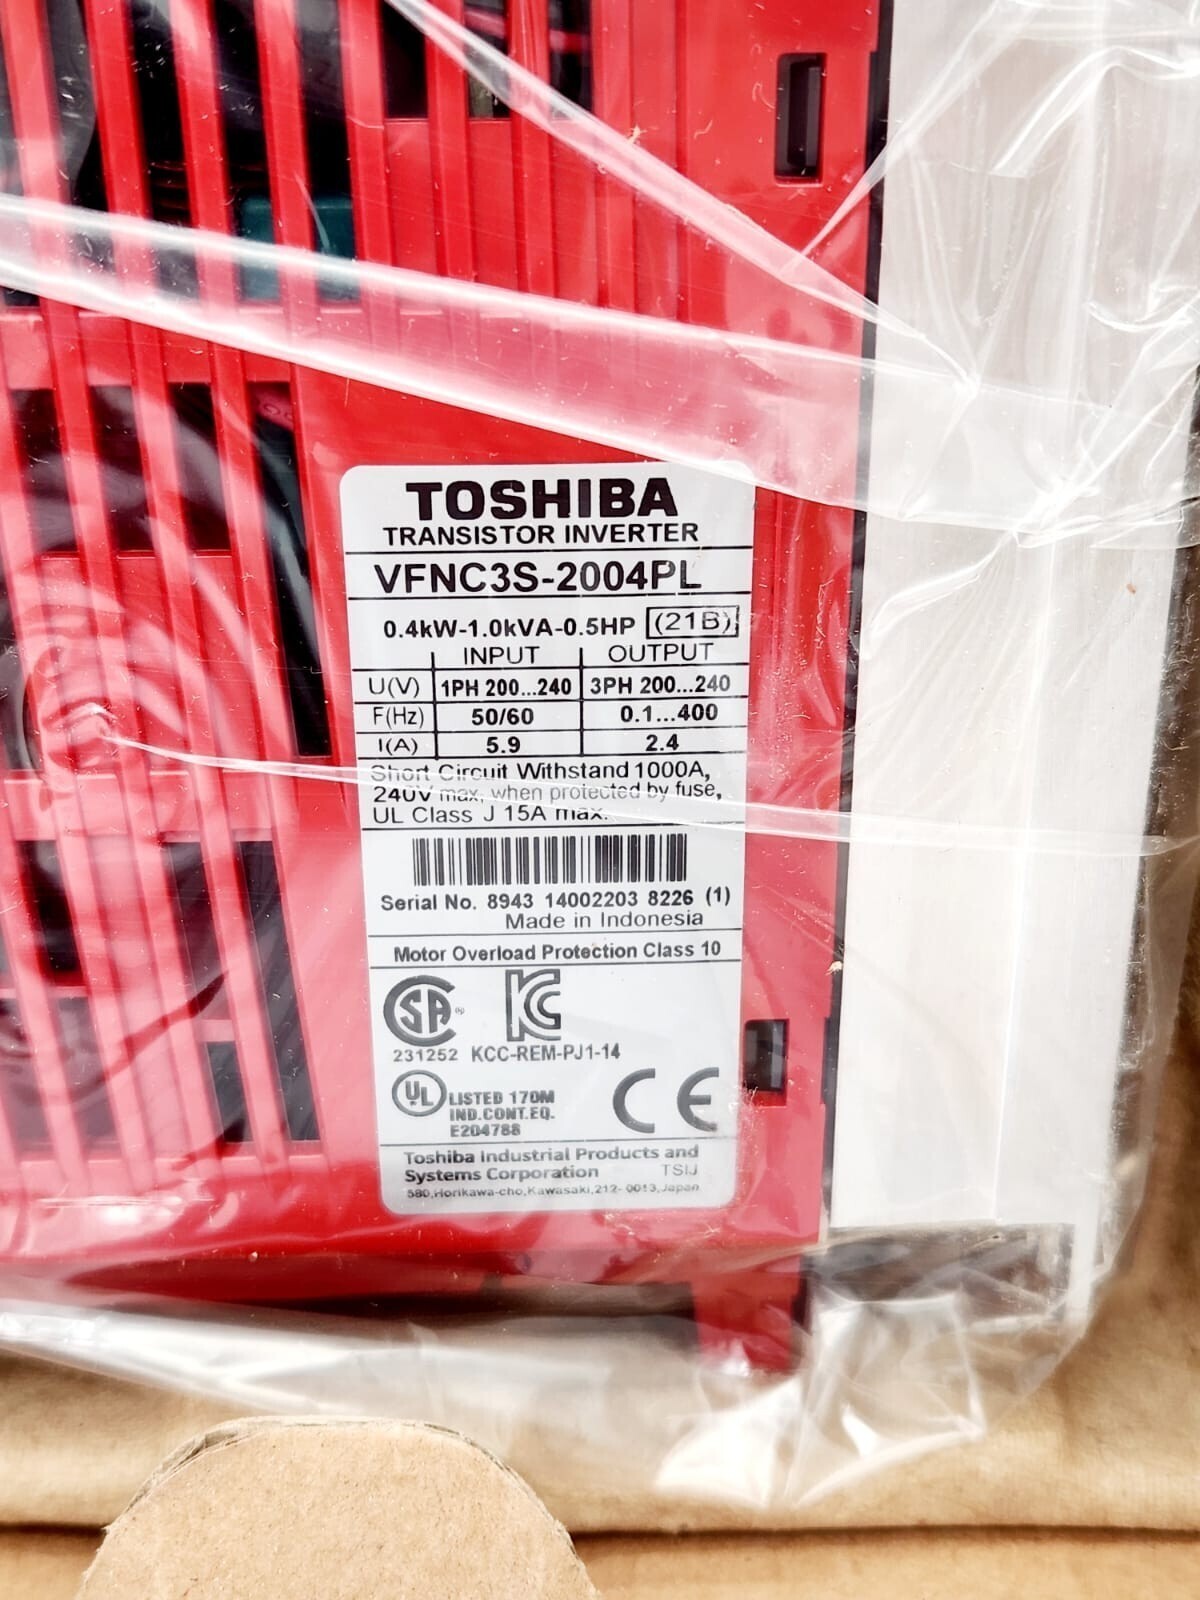 TOSHIBA
TRANSISTOR INVERTER
VFNC3S-2004PL
0.4kW-1.0kVA-0.5HP (21B)
INPUT OUTPUT
U(V) 1PH 200...240 3PH 200...240
F(Hz) 50/60 0.1...400
I(A) 5.9 2.4
Short Circuit Withstand 1000A,
240V max, when protected by fuse,
UL Class J 15A max.
Serial No. 8943 14002203 8226 (1)
Made in Indonesia
Motor Overload Protection Class 10
SA ®
KC
231252 KCC-REM-PJ1-14
UL LISTED 170M
IND.CONT.EQ.
E204788
CE
Toshiba Industrial Products and
Systems Corporation TSIJ
580,Horikawa-cho,Kawasaki,212-0013,Japan